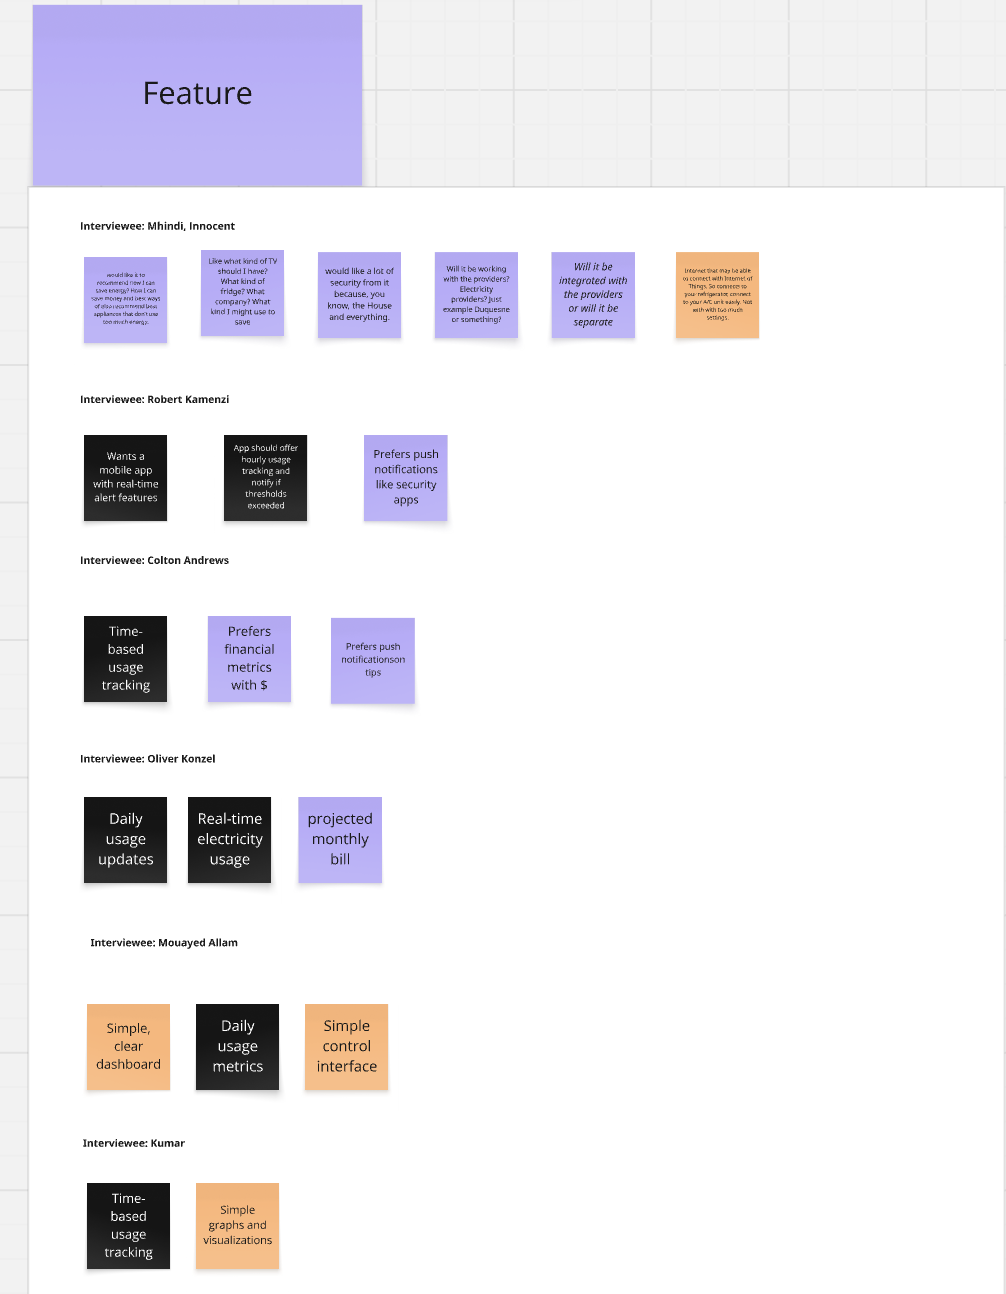 Feature
Interviewee: Mhindi, Innocent
would like it to
recommend how I can
save energy? How I can
save money and best ways
of also recommend best
appliances that don't use
too much energy.
Like what kind of TV
should I have?
What kind of
fridge? What
company? What
kind I might use to
save
would like a lot of
security from it
because, you
know, the House
and everything.
Will it be working
with the providers?
Electricity
providers? Just
example Duquesne
or something?
Will it be
integrated with
the providers
or will it be
separate
Internet that may be able
to connect with Internet of
Things. So connects to
your refrigerator, connect
to your A/C unit easily. Not
with with too much
settings.
Interviewee: Robert Kamenzi
Wants a
mobile app
with real-time
alert features
App should offer
hourly usage
tracking and
notify if
thresholds
exceeded
Prefers push
notifications
like security
apps
Interviewee: Colton Andrews
Time-
based
usage
tracking
Prefers
financial
metrics
with $
Prefers push
notificationson
tips
Interviewee: Oliver Konzel
Daily
usage
updates
Real-time
electricity
usage
projected
monthly
bill
Interviewee: Mouayed Allam
Simple,
clear
dashboard
Daily
usage
metrics
Simple
control
interface
Interviewee: Kumar
Time-
based
usage
tracking
Simple
graphs and
visualizations